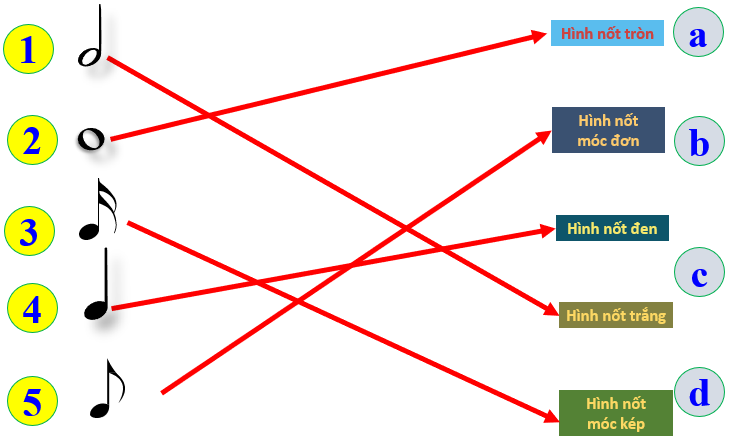 1
Hình nốt tròn
a
2
Hình nốt
móc đơn
b
3
Hình nốt đen
c
4
Hình nốt trắng
5
Hình nốt
móc kép
d